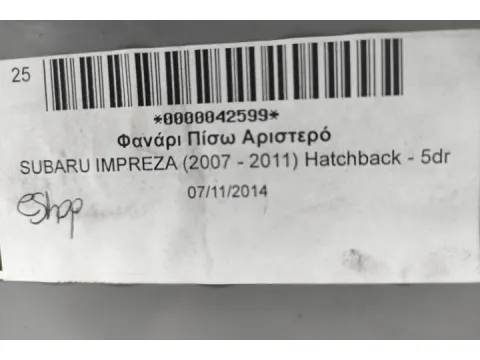 25
*0000042599*
Φανάρι Πίσω Αριστερό
SUBARU IMPREZA (2007 - 2011) Hatchback - 5dr
07/11/2014
eShop